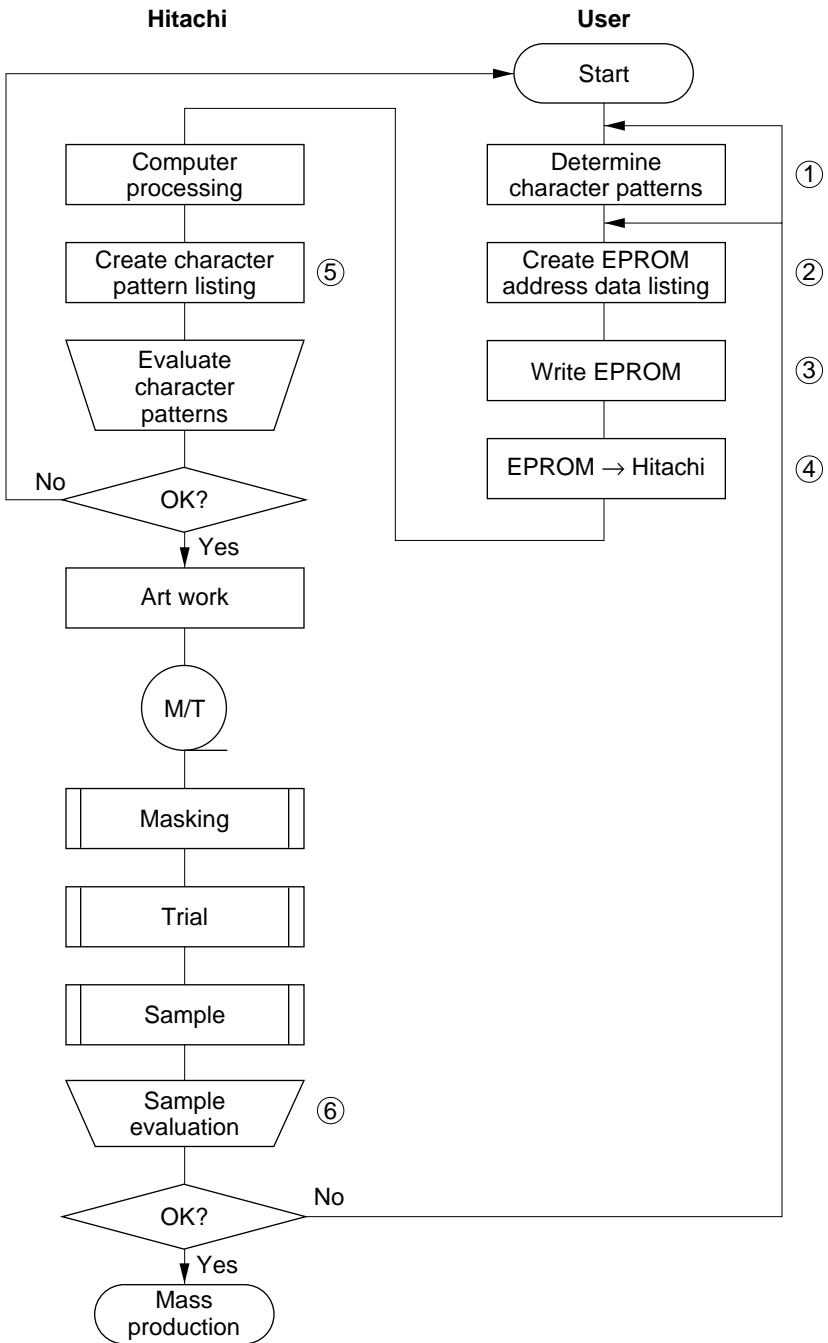 Hitachi
User
Start
Computer
processing
Determine
character patterns
①
Create character
pattern listing
⑤
Create EPROM
address data listing
②
Evaluate
character
patterns
Write EPROM
③
EPROM → Hitachi
④
No
OK?
Yes
Art work
M/T
Masking
Trial
Sample
Sample
evaluation
⑥
No
OK?
Yes
Mass
production